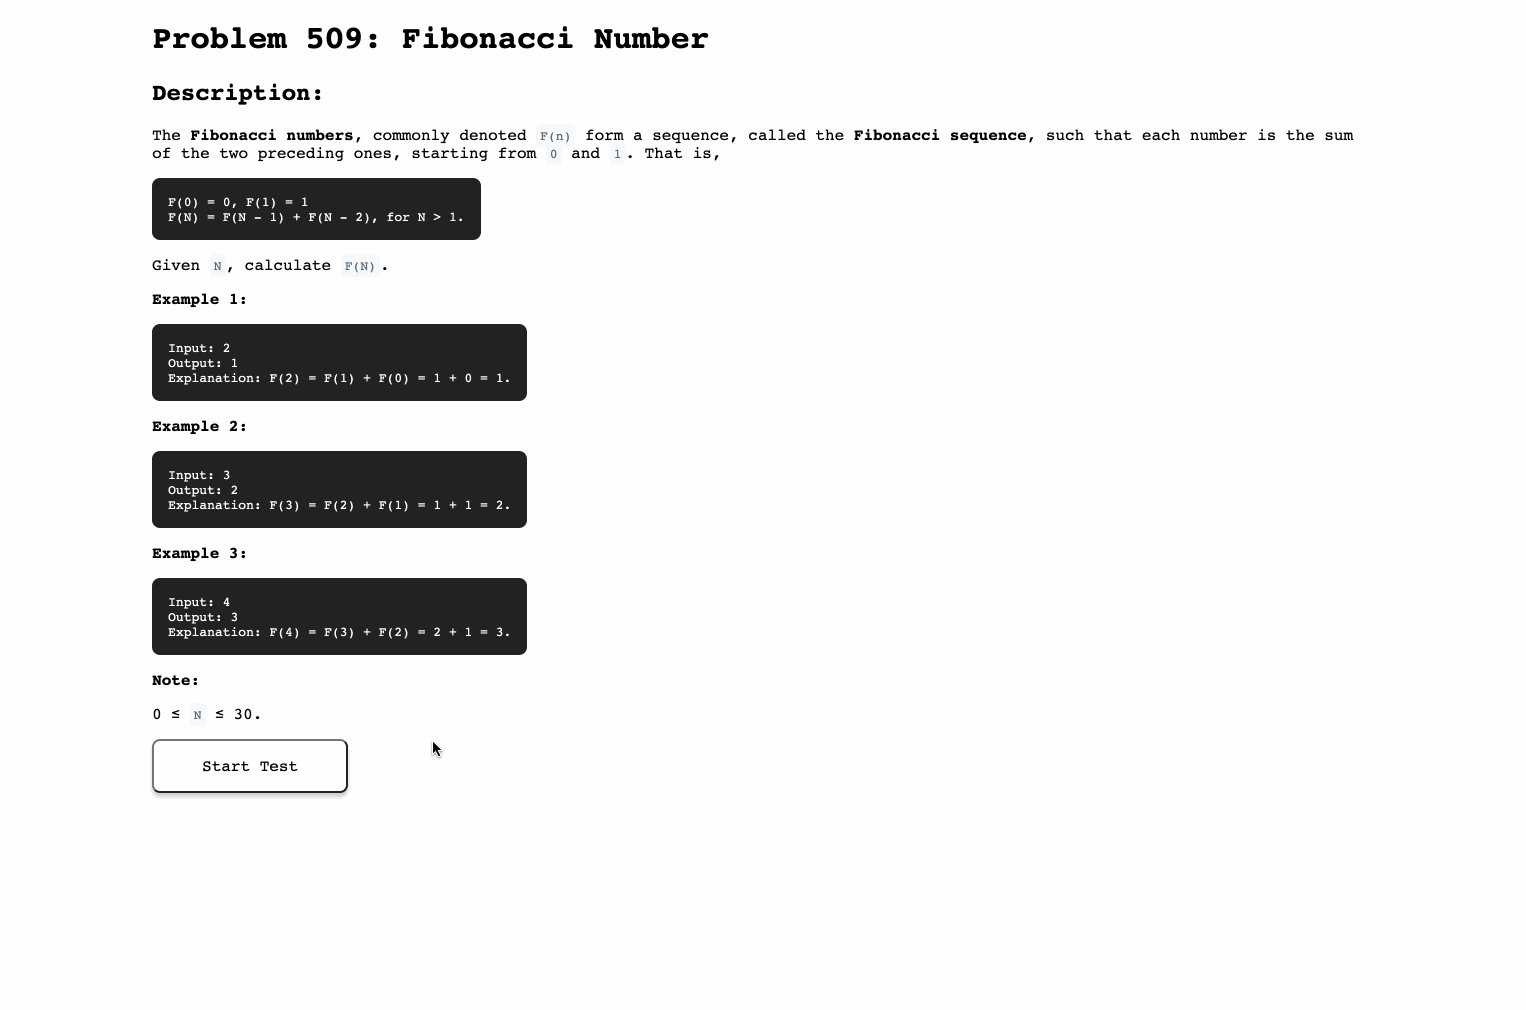 Problem 509: Fibonacci Number
Description:
The Fibonacci numbers, commonly denoted F(n) form a sequence, called the Fibonacci sequence, such that each number is the sum
of the two preceding ones, starting from 0 and 1. That is,
F(0) = 0, F(1) = 1
F(N) = F(N - 1) + F(N - 2), for N > 1.
Given N, calculate F(N).
Example 1:
Input: 2
Output: 1
Explanation: F(2) = F(1) + F(0) = 1 + 0 = 1.
Example 2:
Input: 3
Output: 2
Explanation: F(3) = F(2) + F(1) = 1 + 1 = 2.
Example 3:
Input: 4
Output: 3
Explanation: F(4) = F(3) + F(2) = 2 + 1 = 3.
Note:
0 ≤ N ≤ 30.
Start Test